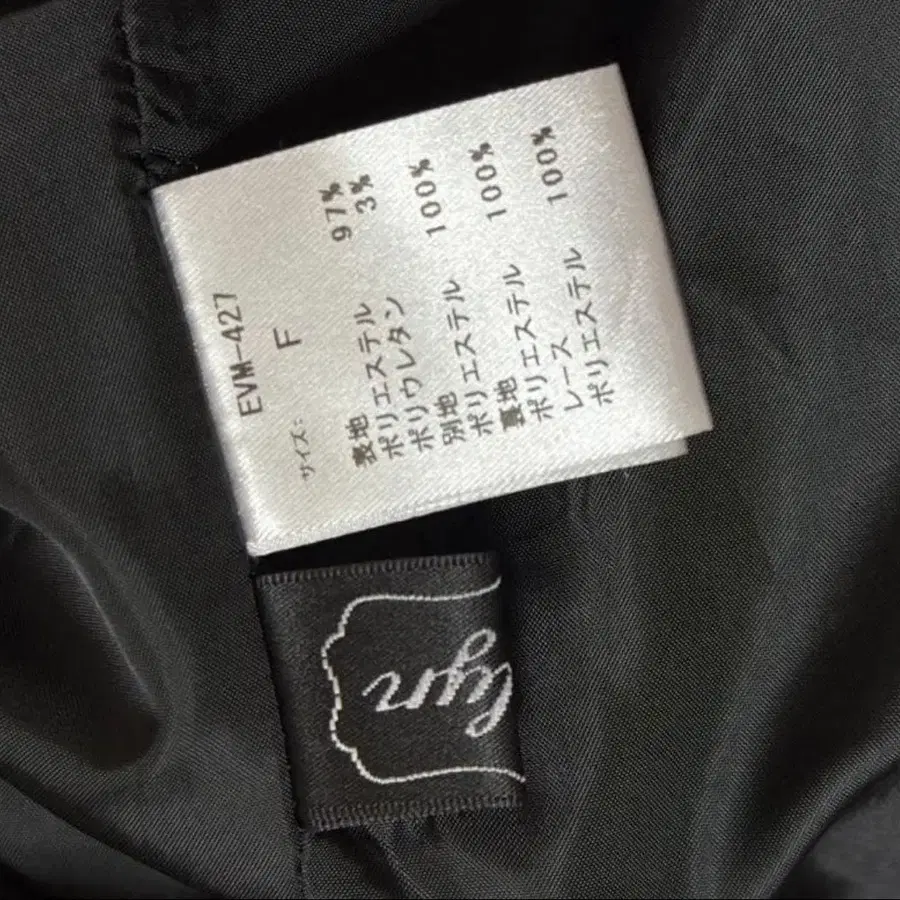 EVM-427
サイズ: F
表地
ポリエステル 97%
ポリウレタン 3%
別地
ポリエステル 100%
裏地
ポリエステル 100%
レース
ポリエステル 100%
lyn